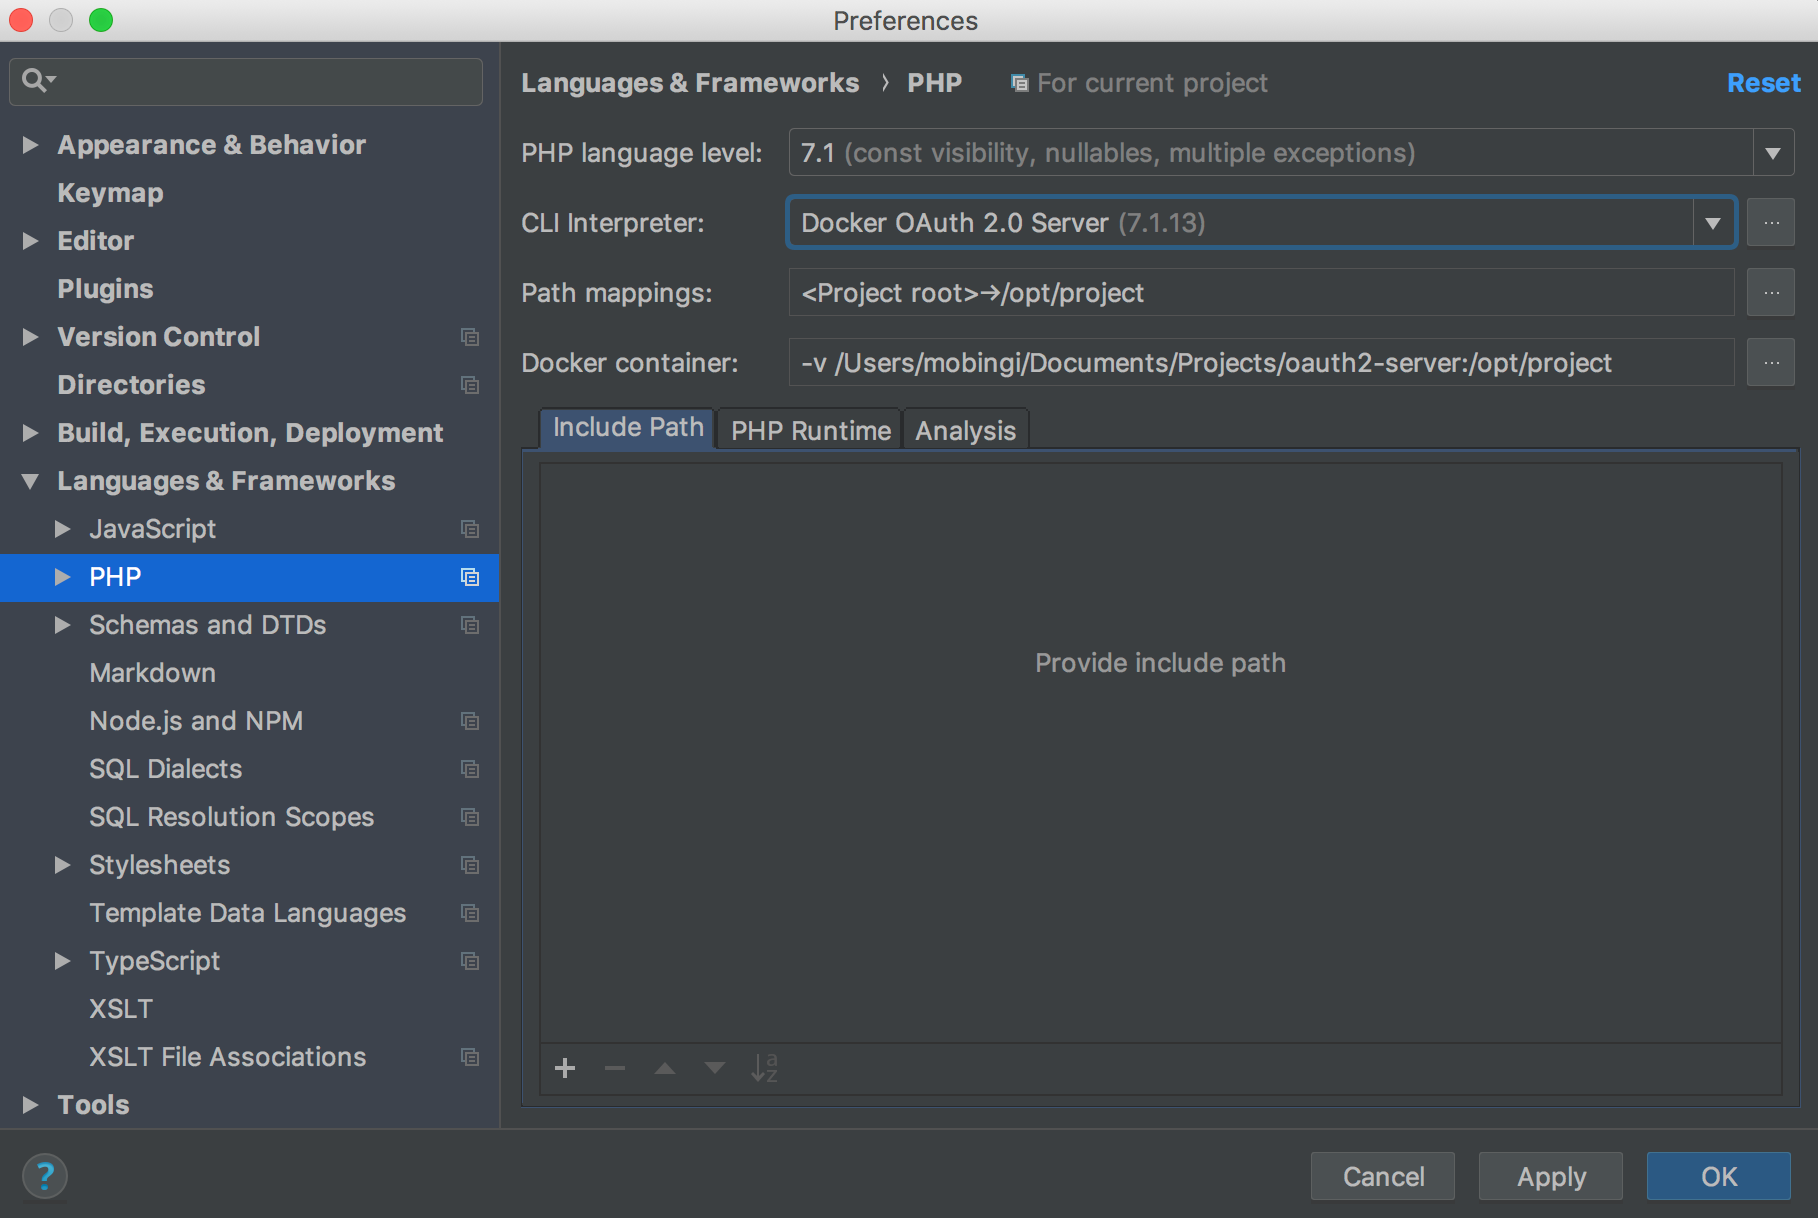 Preferences
Appearance & Behavior
Keymap
Editor
Plugins
Version Control
Directories
Build, Execution, Deployment
Languages & Frameworks
JavaScript
PHP
Schemas and DTDs
Markdown
Node.js and NPM
SQL Dialects
SQL Resolution Scopes
Stylesheets
Template Data Languages
TypeScript
XSLT
XSLT File Associations
Tools
Languages & Frameworks › PHP For current project Reset
PHP language level: 7.1 (const visibility, nullables, multiple exceptions)
CLI Interpreter: Docker OAuth 2.0 Server (7.1.13) ...
Path mappings: <Project root>→/opt/project ...
Docker container: -v /Users/mobingi/Documents/Projects/oauth2-server:/opt/project ...
Include Path PHP Runtime Analysis
Provide include path
a
z
? Cancel Apply OK